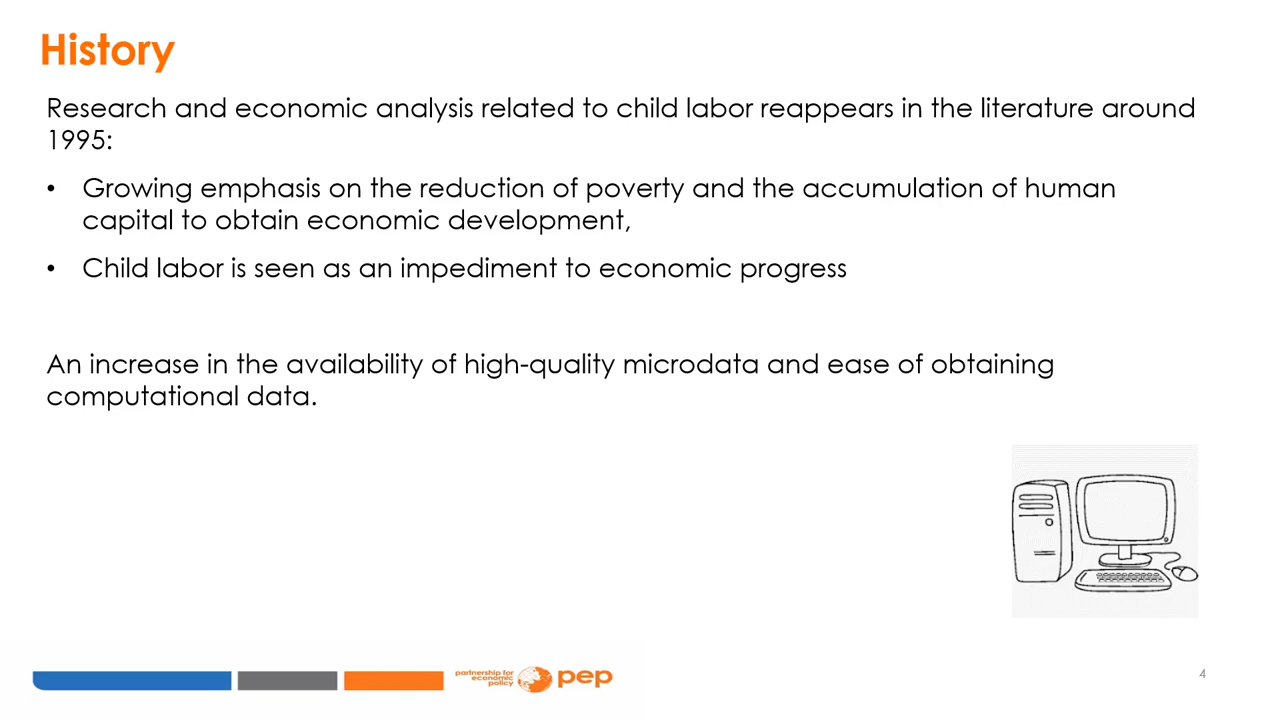 History
Research and economic analysis related to child labor reappears in the literature around
1995:
• Growing emphasis on the reduction of poverty and the accumulation of human
capital to obtain economic development,
• Child labor is seen as an impediment to economic progress
An increase in the availability of high-quality microdata and ease of obtaining
computational data.
partnership for
economic
policy
pep
4